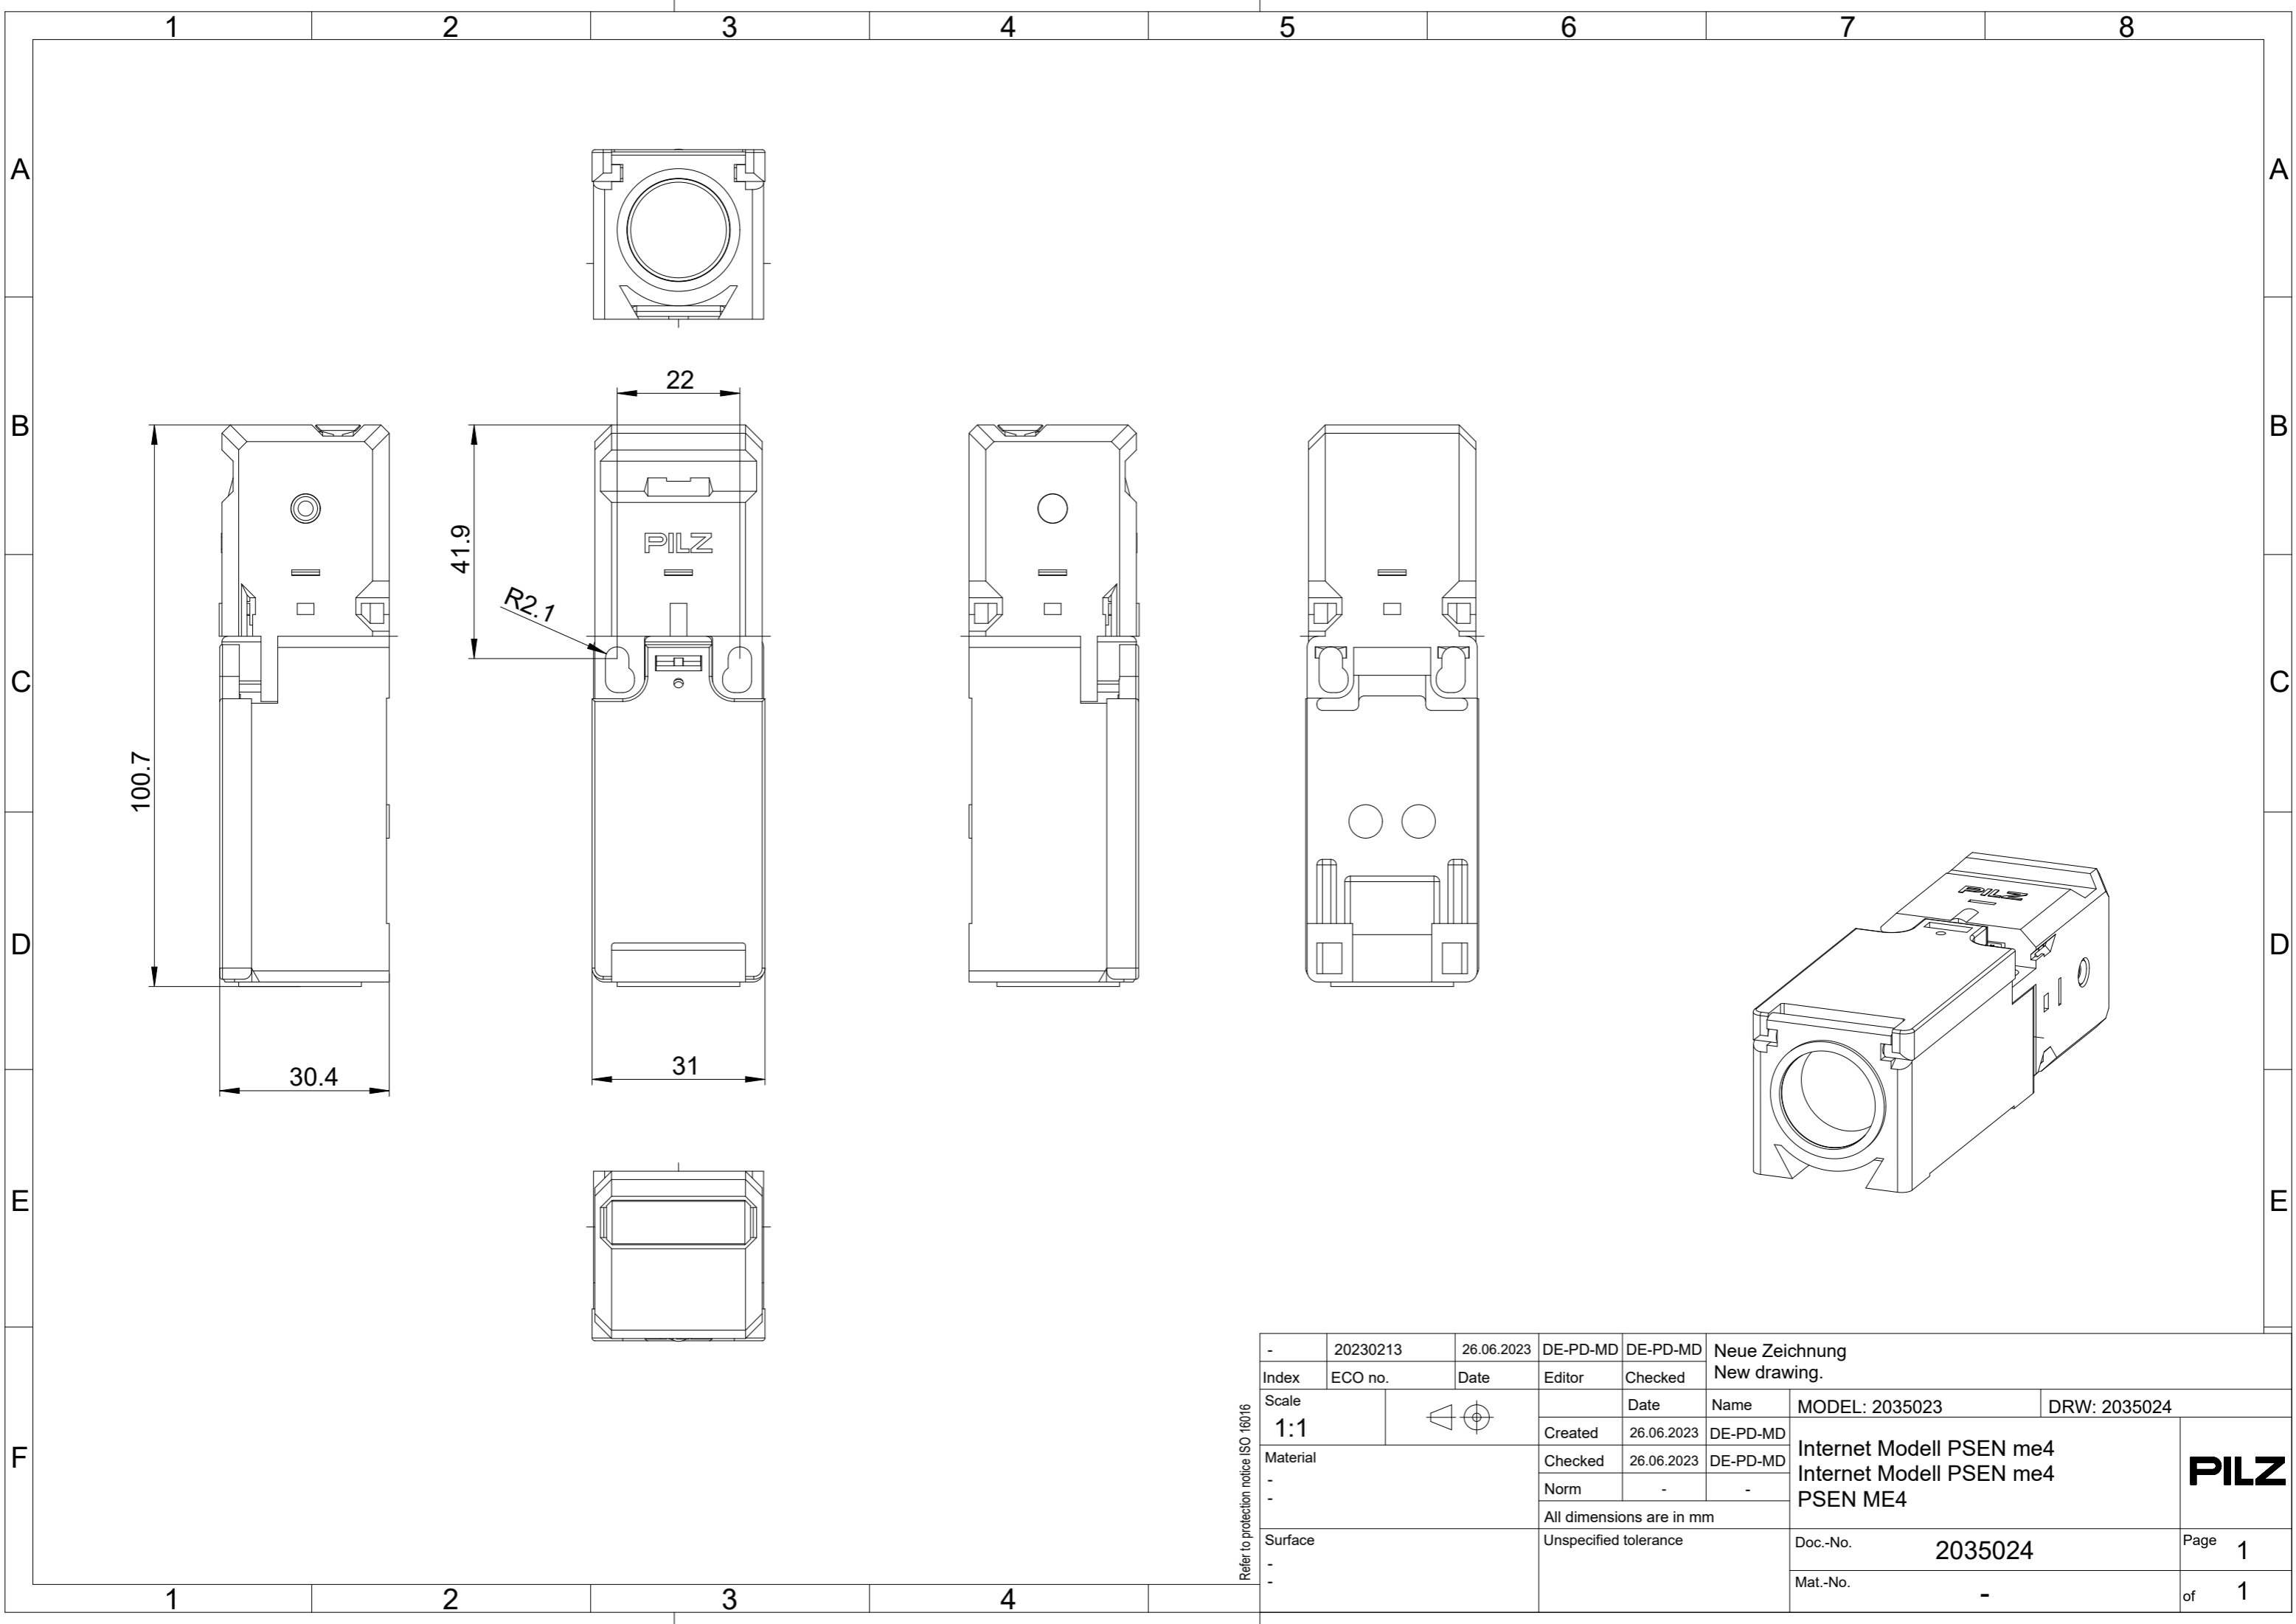 1 2 3 4 5 6 7 8
A A
22
B B
PILZ
41.9
R2.1
C C
100.7
PILZ
D D
30.4
31
E E
- 20230213 26.06.2023 DE-PD-MD DE-PD-MD Neue Zeichnung
New drawing.
Index ECO no. Date Editor Checked
Scale Date Name MODEL: 2035023 DRW: 2035024
1:1
Created 26.06.2023 DE-PD-MD
Internet Modell PSEN me4
Material Checked 26.06.2023 DE-PD-MD
Internet Modell PSEN me4
-
-
Norm - -
PSEN ME4
PILZ
All dimensions are in mm
Surface Unspecified tolerance Doc.-No. 2035024 Page 1
-
-
Mat.-No. - of 1
Refer to protection notice ISO 16016
F
1 2 3 4